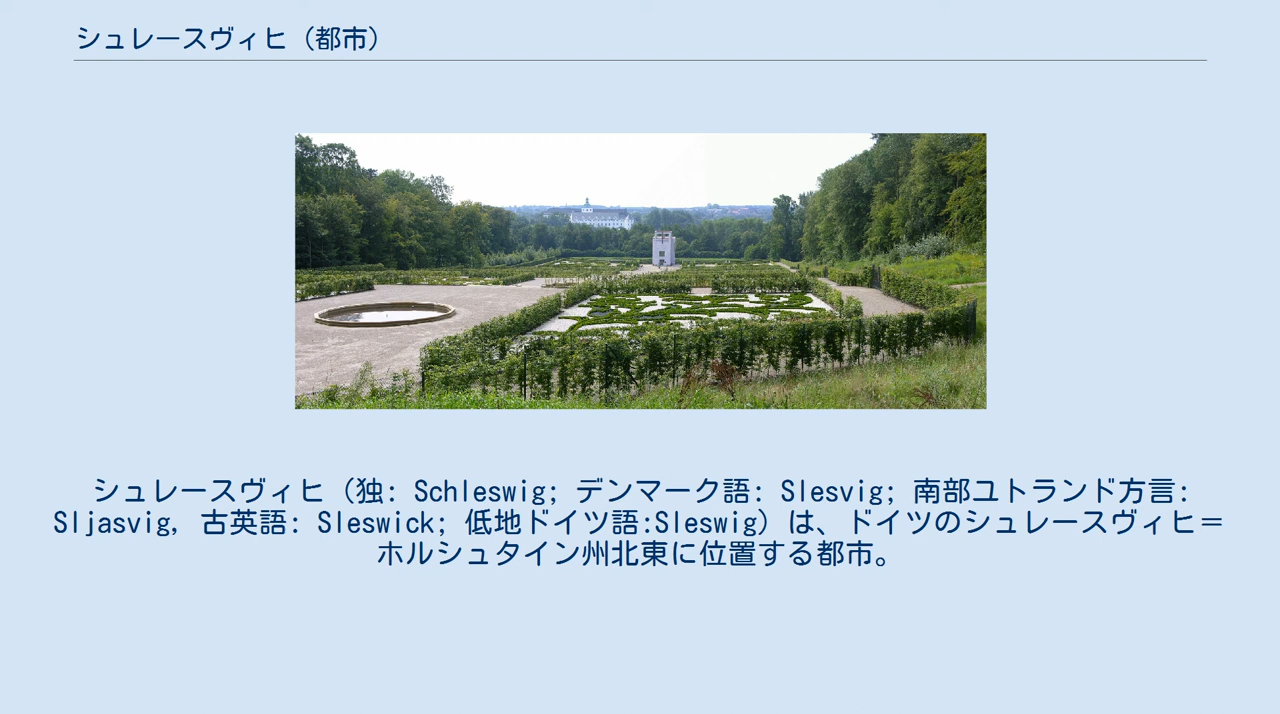 シュレースヴィヒ（都市）
シュレースヴィヒ（独: Schleswig; デンマーク語: Slesvig; 南部ユトランド方言:
Sljasvig, 古英語: Sleswick; 低地ドイツ語:Sleswig）は、ドイツのシュレースヴィヒ＝
ホルシュタイン州北東に位置する都市。